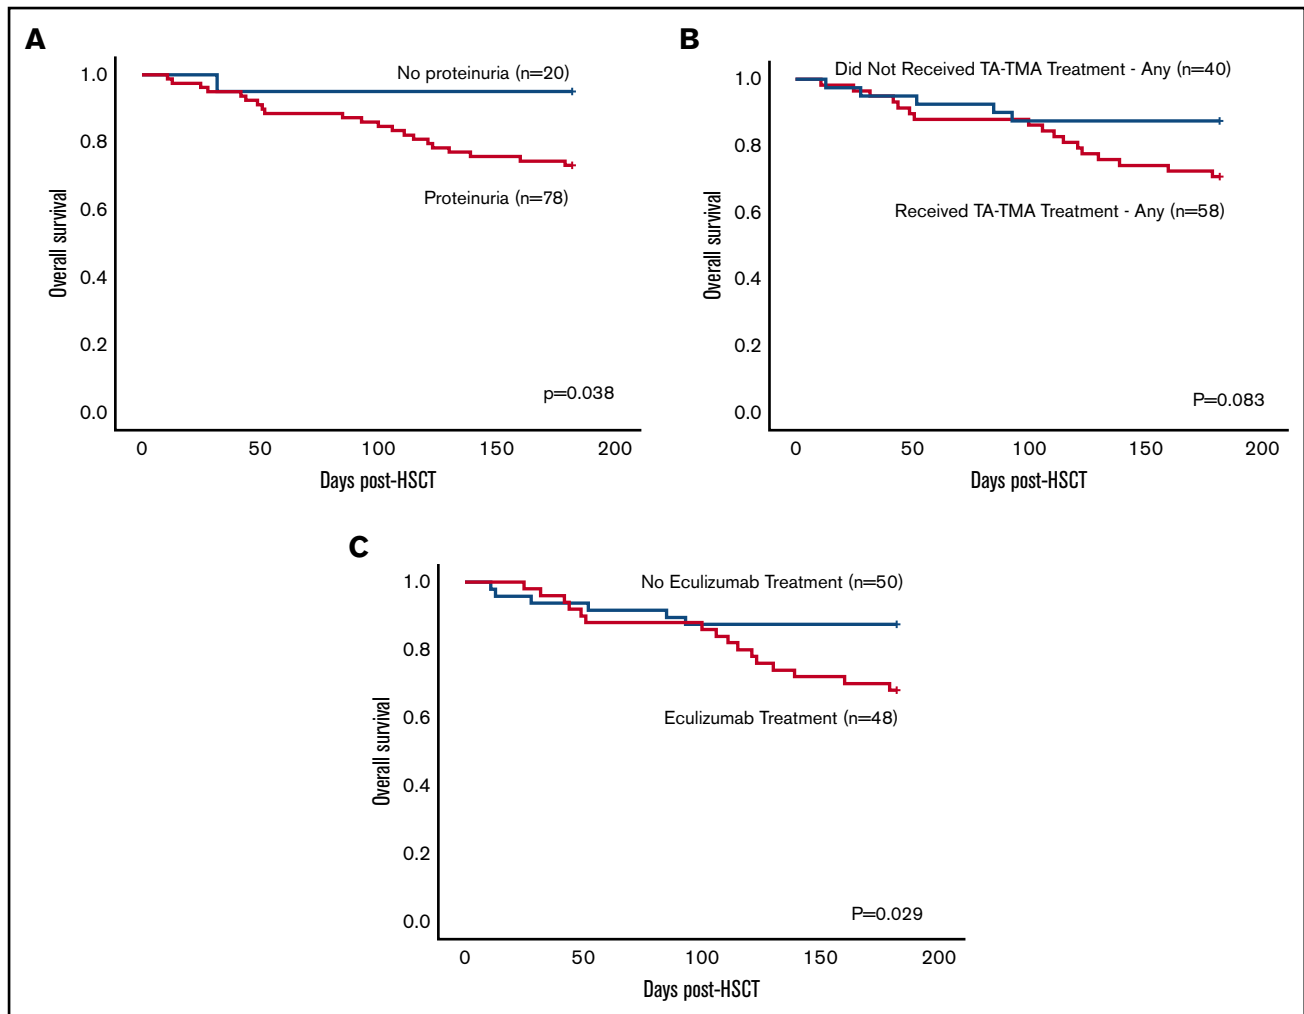 A
1.0
0.8
0.6
0.4
0.2
0.0
Overall survival
No proteinuria (n=20)
Proteinuria (n=78)
p=0.038
0 50 100 150 200
Days post-HSCT
B
1.0
0.8
0.6
0.4
0.2
0.0
Overall survival
Did Not Received TA-TMA Treatment - Any (n=40)
Received TA-TMA Treatment - Any (n=58)
P=0.083
0 50 100 150 200
Days post-HSCT
C
1.0
0.8
0.6
0.4
0.2
0.0
Overall survival
No Eculizumab Treatment (n=50)
Eculizumab Treatment (n=48)
P=0.029
0 50 100 150 200
Days post-HSCT